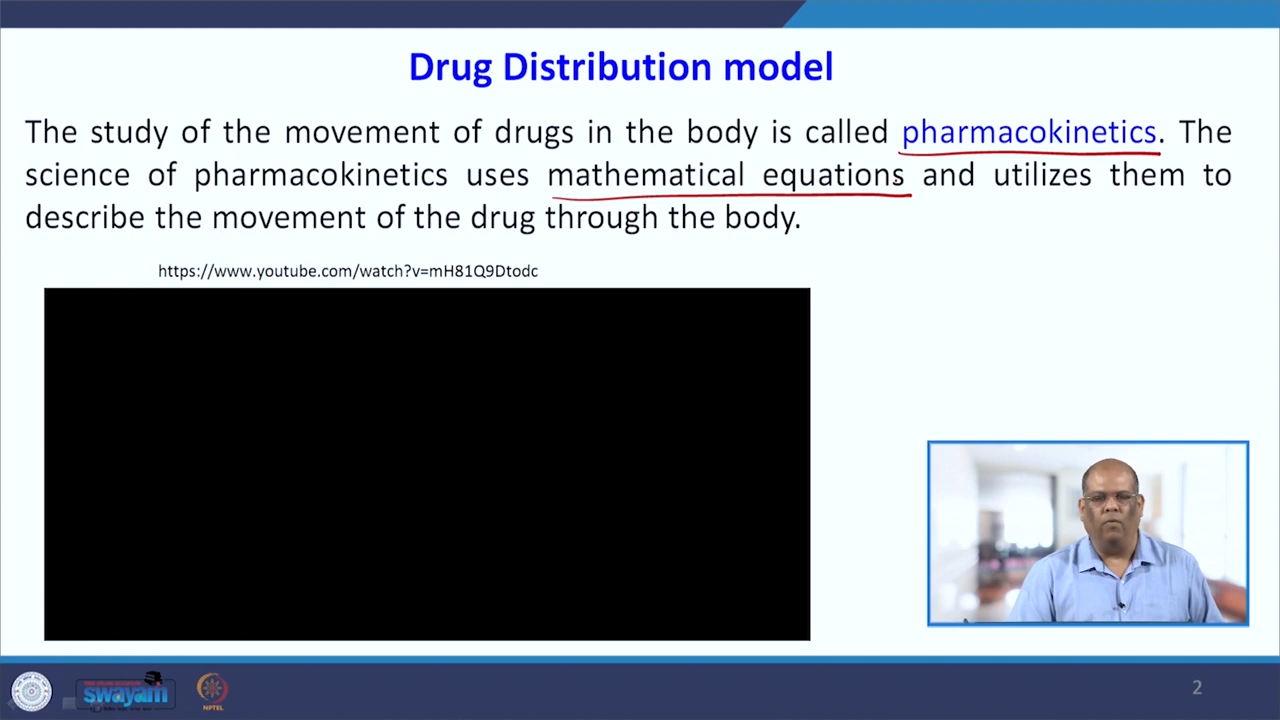 Drug Distribution model
The study of the movement of drugs in the body is called pharmacokinetics. The
science of pharmacokinetics uses mathematical equations and utilizes them to
describe the movement of the drug through the body.
https://www.youtube.com/watch?v=mH81Q9Dtodc
swayam
NPTEL
2